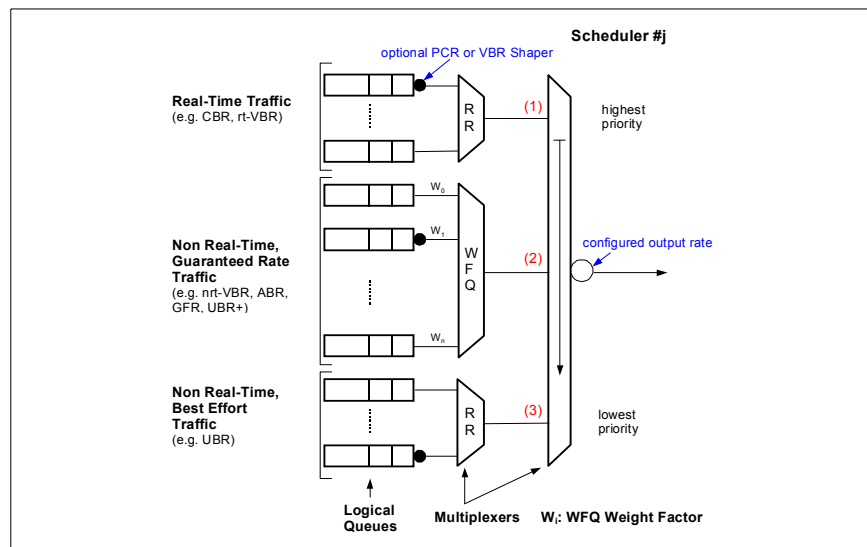 Scheduler #j
optional PCR or VBR Shaper
Real-Time Traffic
(e.g. CBR, rt-VBR)
R
R
(1)
highest
priority
W0
W1
Non Real-Time,
Guaranteed Rate
Traffic
(e.g. nrt-VBR, ABR,
GFR, UBR+)
W
F
Q
(2)
configured output rate
Wn
Non Real-Time,
Best Effort
Traffic
(e.g. UBR)
R
R
(3)
lowest
priority
Logical
Queues
Multiplexers
Wi: WFQ Weight Factor